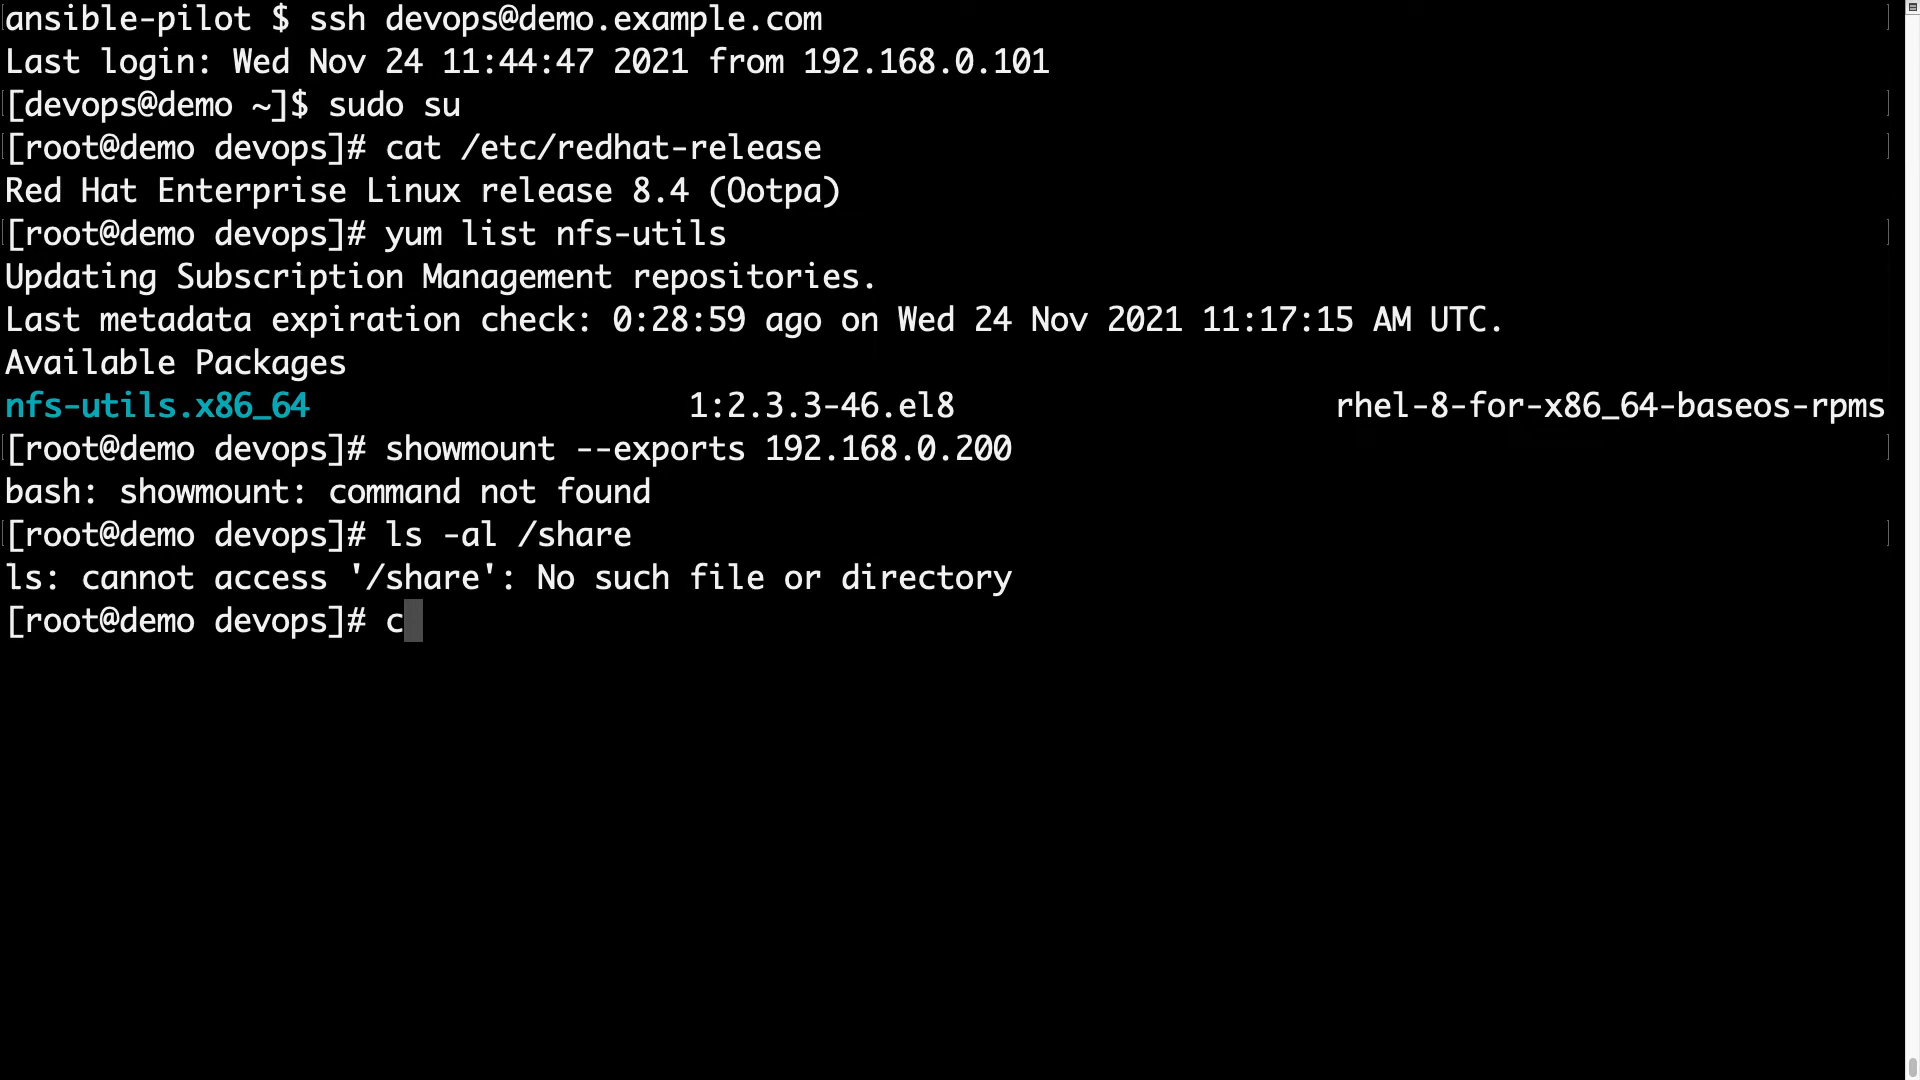 ansible-pilot $ ssh devops@demo.example.com
Last login: Wed Nov 24 11:44:47 2021 from 192.168.0.101
[devops@demo ~]$ sudo su
[root@demo devops]# cat /etc/redhat-release
Red Hat Enterprise Linux release 8.4 (Ootpa)
[root@demo devops]# yum list nfs-utils
Updating Subscription Management repositories.
Last metadata expiration check: 0:28:59 ago on Wed 24 Nov 2021 11:17:15 AM UTC.
Available Packages
nfs-utils.x86_64 1:2.3.3-46.el8 rhel-8-for-x86_64-baseos-rpms
[root@demo devops]# showmount --exports 192.168.0.200
bash: showmount: command not found
[root@demo devops]# ls -al /share
ls: cannot access '/share': No such file or directory
[root@demo devops]# c